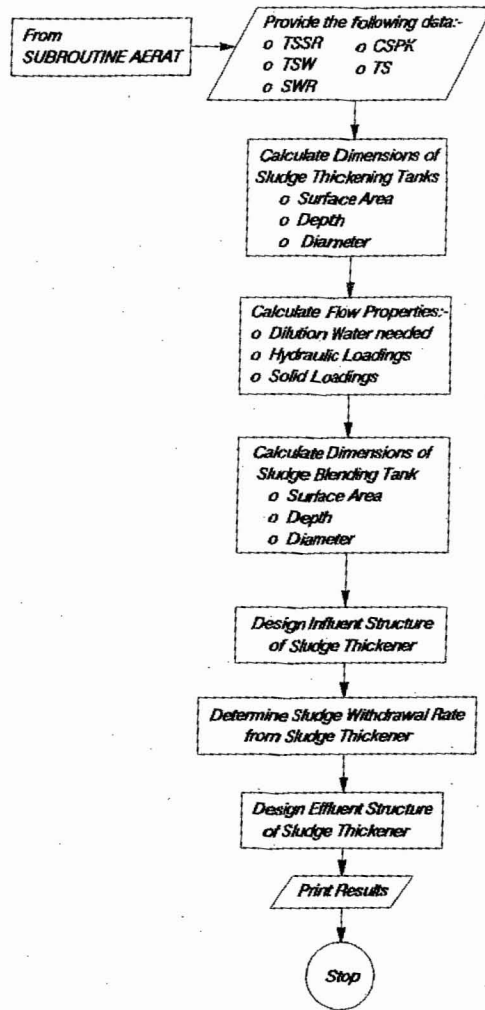 From
SUBROUTINE AERAT
Provide the following data:-
o TSSR o CSPK
o TSW o TS
o SWR
Calculate Dimensions of
Sludge Thickening Tanks
o Surface Area
o Depth
o Diameter
Calculate Flow Properties:-
o Dilution Water needed
o Hydraulic Loadings
o Solid Loadings
Calculate Dimensions of
Sludge Blending Tank
o Surface Area
o Depth
o Diameter
Design Influent Structure
of Sludge Thickener
Determine Sludge Withdrawal Rate
from Sludge Thickener
Design Effluent Structure
of Sludge Thickener
Print Results
Stop